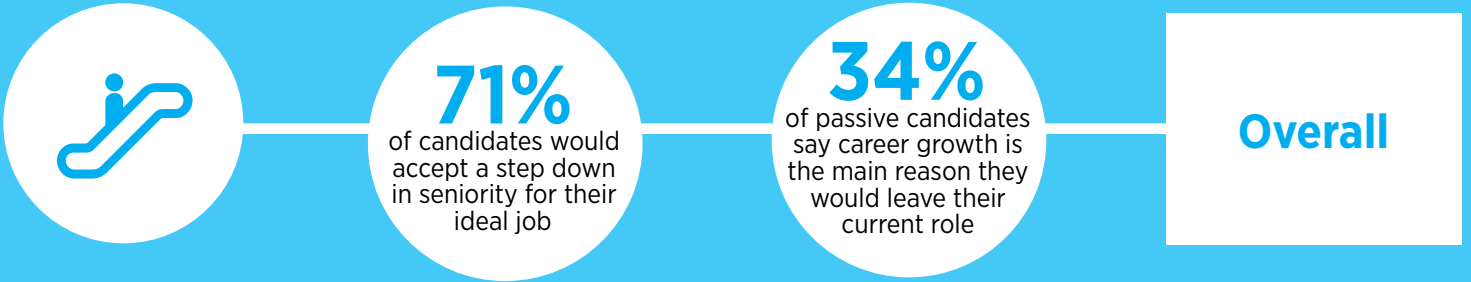 71%
of candidates would
accept a step down
in seniority for their
ideal job
34%
of passive candidates
say career growth is
the main reason they
would leave their
current role
Overall